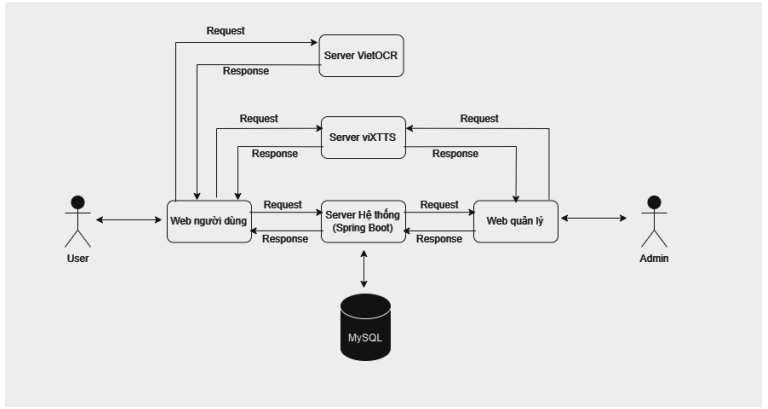 Request
Server VietOCR
Response
Request
Request
Server viXTTS
Response
Response
Web người dùng
Request
Server Hệ thống
(Spring Boot)
Request
Web quản lý
Response
Response
User
Admin
MySQL